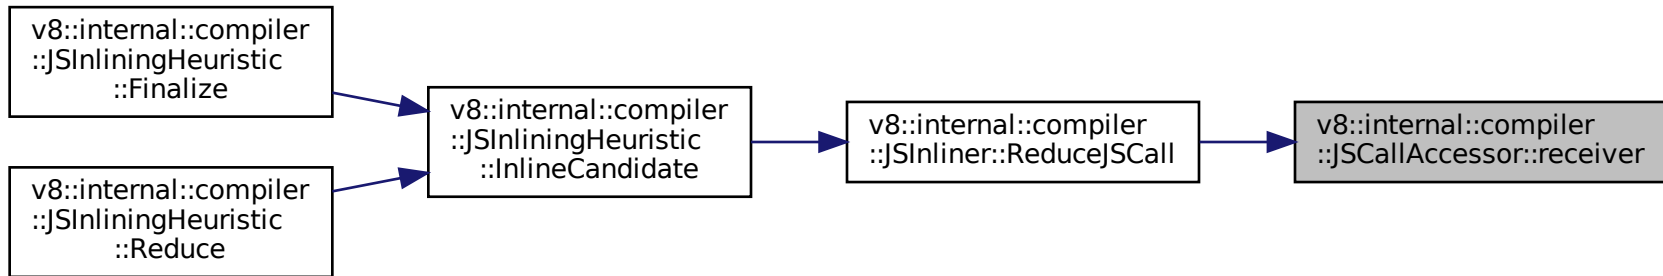 v8::internal::compiler
::JSInliningHeuristic
::Finalize
v8::internal::compiler
::JSInliningHeuristic
::Reduce
v8::internal::compiler
::JSInliningHeuristic
::InlineCandidate
v8::internal::compiler
::JSInliner::ReduceJSCall
v8::internal::compiler
::JSCallAccessor::receiver